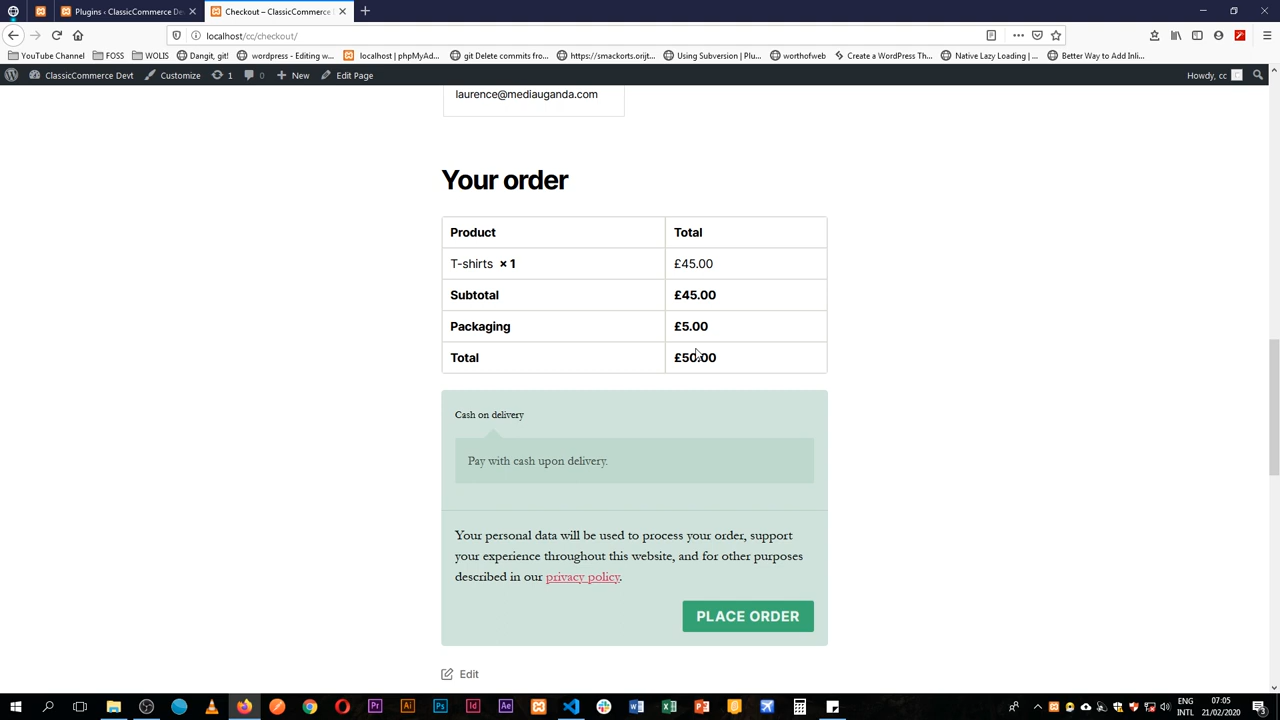 Plugins ‹ ClassicCommerce De
Checkout – ClassicCommerce
localhost/cc/checkout/
YouTube Channel
FOSS
WOLIS
Dangit, git!
wordpress - Editing w...
localhost | phpMyAd...
git Delete commits fro...
https://smackorts.orijt...
Using Subversion | Plu...
worthofweb
Create a WordPress Th...
Native Lazy Loading | ...
Better Way to Add Inli...
ClassicCommerce Devt
Customize
1
0
New
Edit Page
Howdy, cc
laurence@mediauganda.com
Your order
Product Total
T-shirts × 1 £45.00
Subtotal £45.00
Packaging £5.00
Total £50.00
Cash on delivery
Pay with cash upon delivery.
Your personal data will be used to process your order, support
your experience throughout this website, and for other purposes
described in our privacy policy.
PLACE ORDER
Edit
ENG
INTL
07:05
21/02/2020